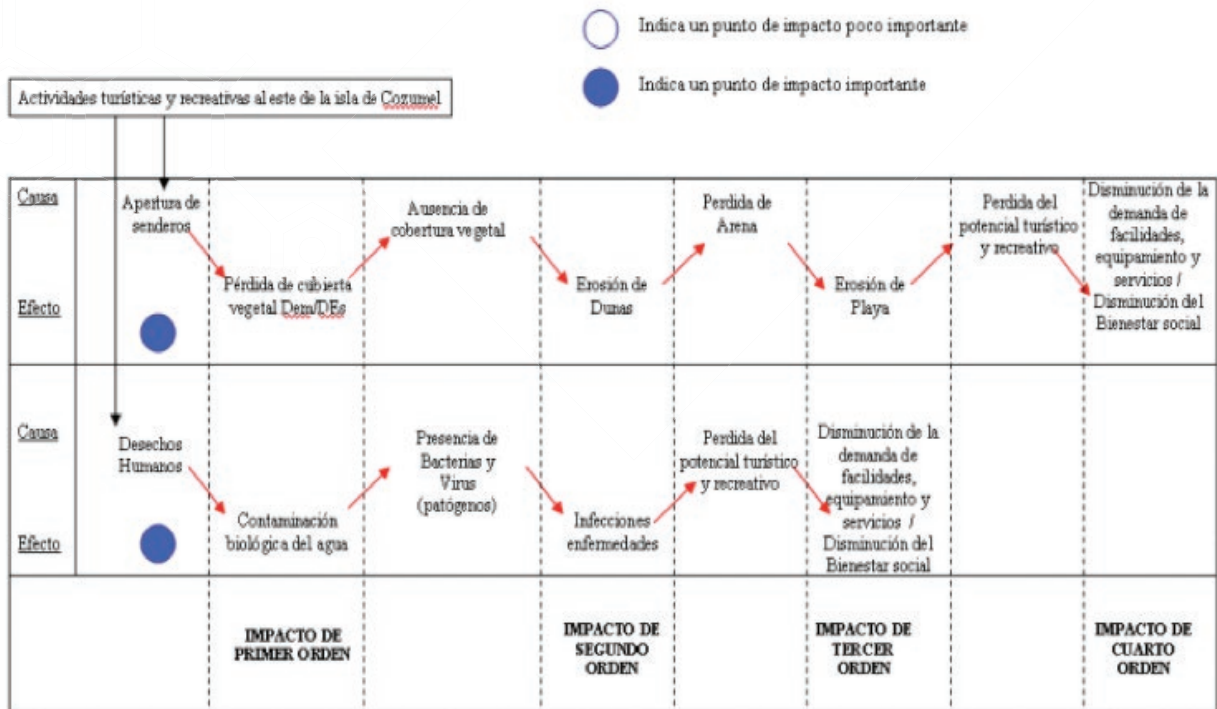 Indica un punto de impacto poco importante
Indica un punto de impacto importante
Actividades turísticas y recreativas al este de la isla de Cozumel
Causa
Efecto
Apertura de
senderos
Pérdida de cubierta
vegetal Dem/DEs
Ausencia de
cobertura vegetal
Erosión de
Dunas
Perdida de
Arena
Erosión de
Playa
Perdida del
potencial turístico
y recreativo
Disminución de la
demanda de
facilidades,
equipamiento y
servicios /
Disminución del
Bienestar social
Causa
Efecto
Desechos
Humanos
Contaminación
biológica del agua
Presencia de
Bacterias y
Virus
(patógenos)
Infecciones
enfermedades
Perdida del
potencial turístico
y recreativo
Disminución de la
demanda de
facilidades,
equipamiento y
servicios /
Disminución del
Bienestar social
IMPACTO DE
PRIMER ORDEN
IMPACTO DE
SEGUNDO
ORDEN
IMPACTO DE
TERCER
ORDEN
IMPACTO DE
CUARTO
ORDEN